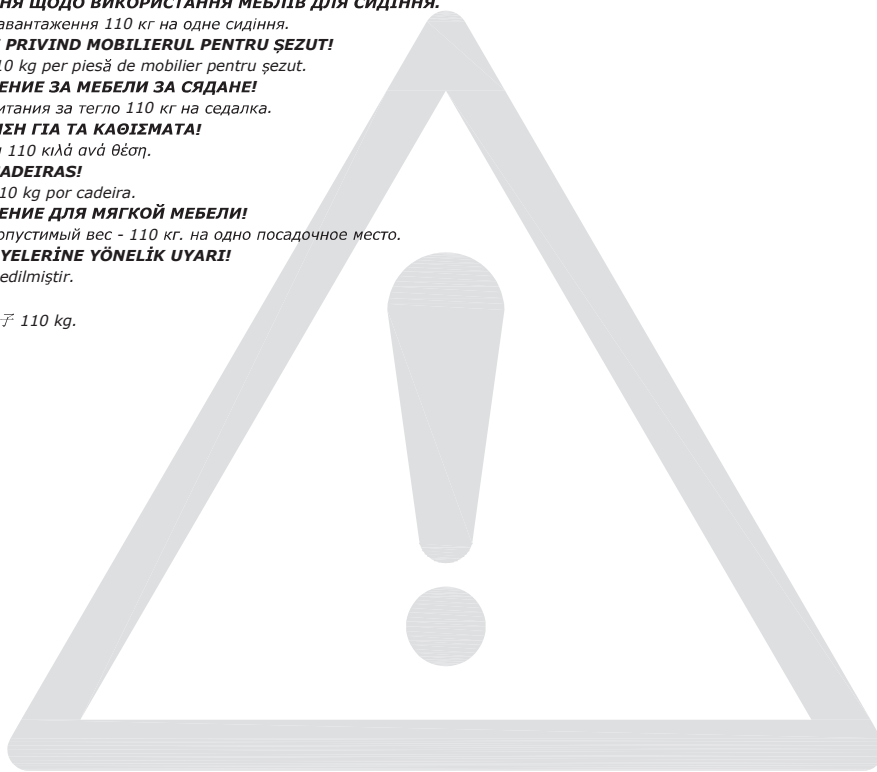 НЯ ЩОДО ВИКОРИСТАННЯ МЕБЛІВ ДЛЯ СИДІННЯ.
авантаження 110 кг на одне сидіння.
PRIVIND MOBILIERUL PENTRU ȘEZUT!
10 kg per piesă de mobilier pentru șezut.
ЕНИЕ ЗА МЕБЕЛИ ЗА СЯДАНЕ!
итания за тегло 110 кг на седалка.
ΣΗ ΓΙΑ ΤΑ ΚΑΘΙΣΜΑΤΑ!
110 κιλά ανά θέση.
ADEIRAS!
10 kg por cadeira.
ЕНИЕ ДЛЯ МЯГКОЙ МЕБЕЛИ!
опустимый вес - 110 кг. на одно посадочное место.
YELERİNE YÖNELİK UYARI!
edilmiştir.
子 110 kg.